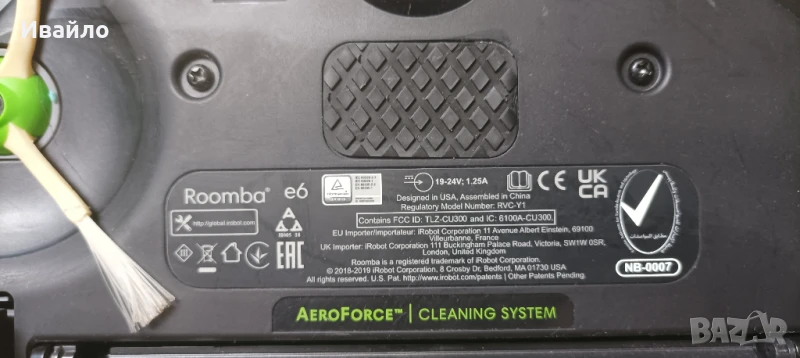 Ивайло
Roomba® e6
19-24V; 1.25A
Designed in USA, Assembled in China
Regulatory Model Number: RVC-Y1
CE
UK
CA
http://global.irobot.com
Contains FCC ID: TLZ-CU300 and IC: 6100A-CU300.
EU Importer/importateur: iRobot Corporation 11 Avenue Albert Einstein, 69100
Villeurbanne, France
UK Importer: iRobot Corporation 111 Buckingham Palace Road, Victoria, SW1W 0SR,
London, United Kingdom
Roomba is a registered trademark of iRobot Corporation.
© 2018-2019 iRobot Corporation, 8 Crosby Dr, Bedford, MA 01730 USA
All rights reserved. U.S. Pat. http://www.irobot.com/patents | Other Patents Pending.
EAC
NB-0007
AEROFORCE™ | CLEANING SYSTEM
BAZAR